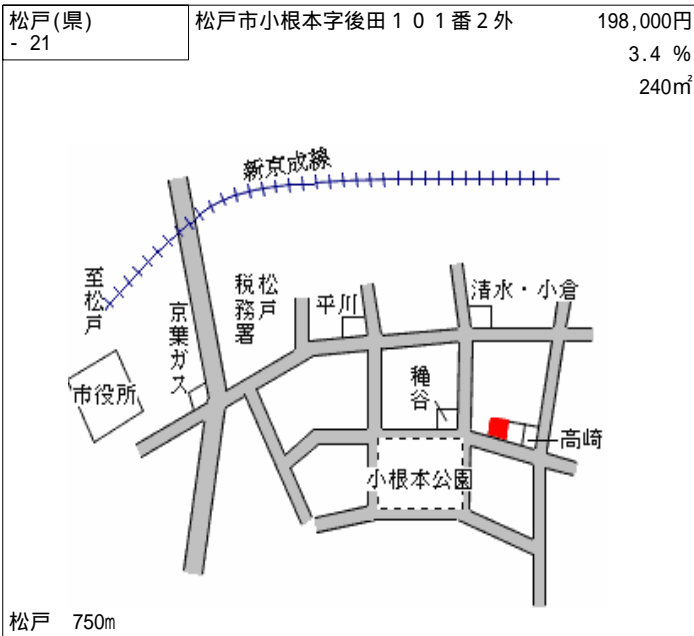 松戸(県)
- 21
松戸市小根本字後田101番2外
198,000円
3.4 %
240㎡
新京成線
至松戸
京葉ガス
松戸税務署
平川
清水・小倉
市役所
穐谷
高崎
小根本公園
松戸 750m